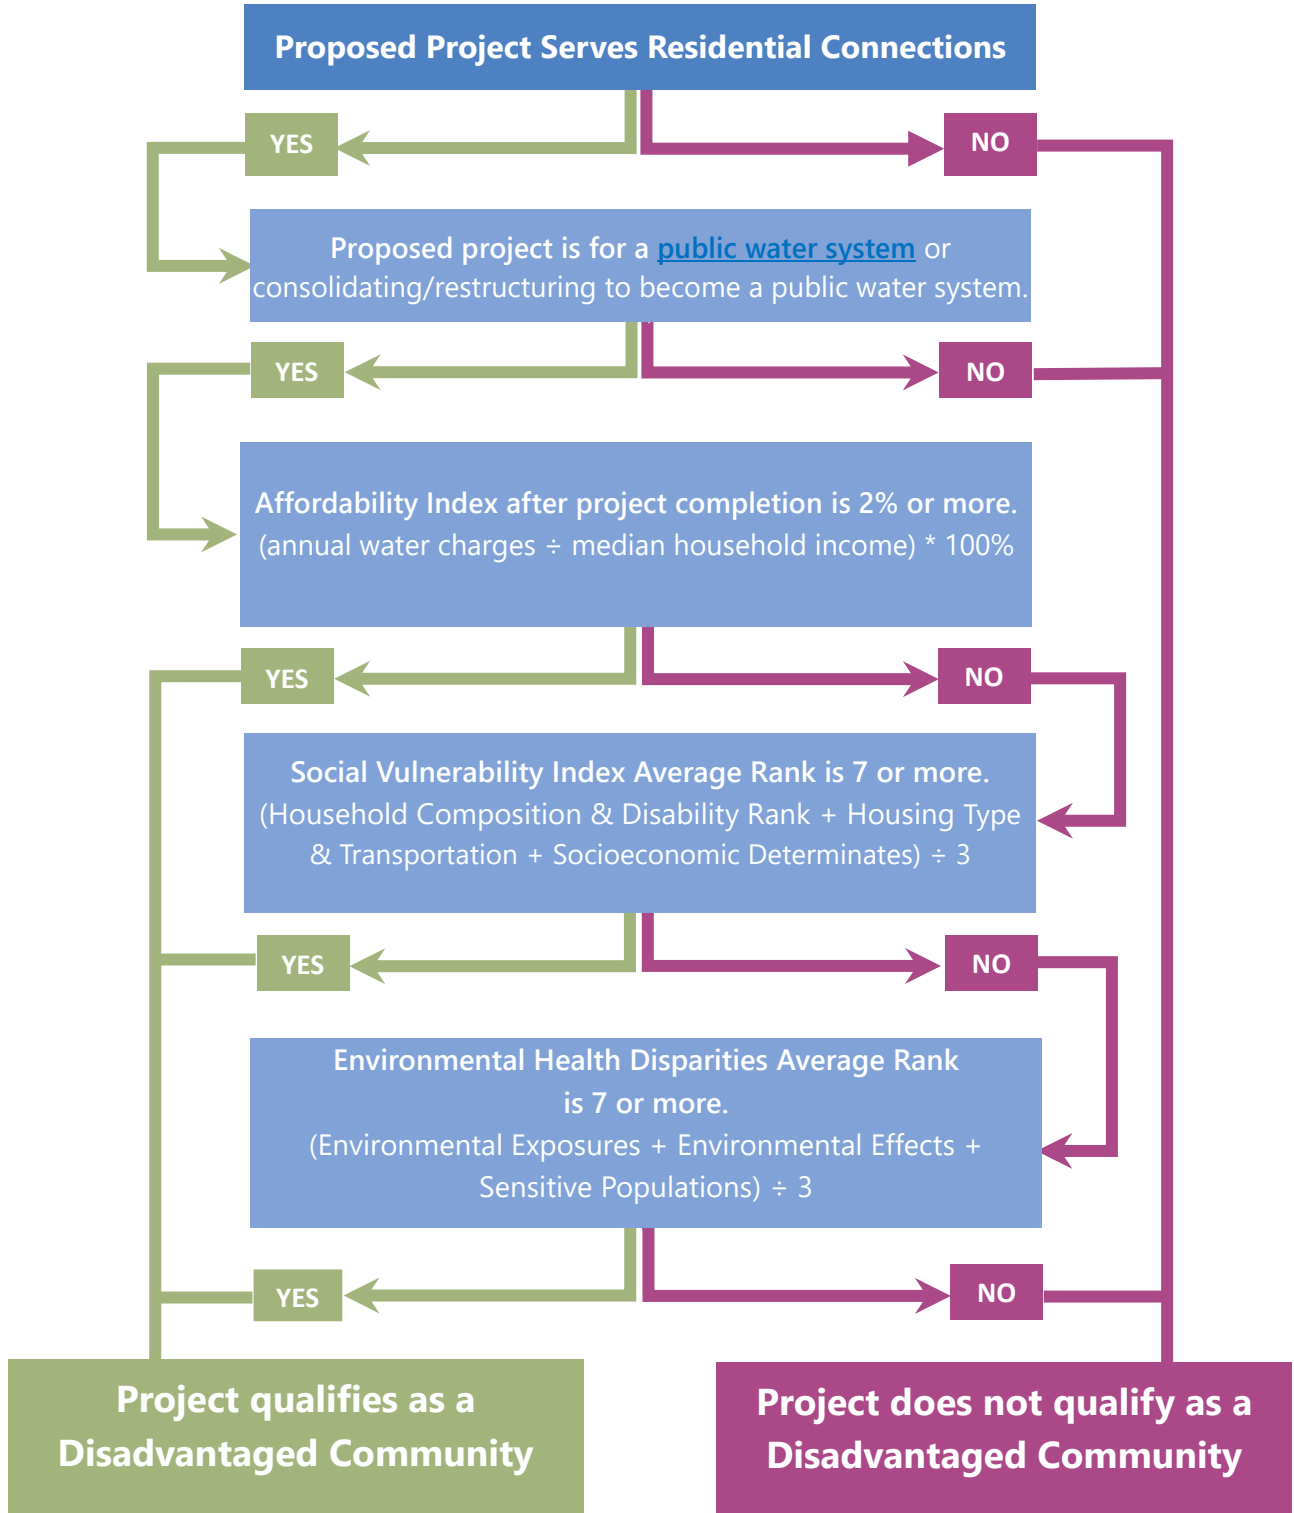 Proposed Project Serves Residential Connections
YES
NO
Proposed project is for a public water system or
consolidating/restructuring to become a public water system.
YES
NO
Affordability Index after project completion is 2% or more.
(annual water charges ÷ median household income) * 100%
YES
NO
Social Vulnerability Index Average Rank is 7 or more.
(Household Composition & Disability Rank + Housing Type
& Transportation + Socioeconomic Determinates) ÷ 3
YES
NO
Environmental Health Disparities Average Rank
is 7 or more.
(Environmental Exposures + Environmental Effects +
Sensitive Populations) ÷ 3
YES
NO
Project qualifies as a
Disadvantaged Community
Project does not qualify as a
Disadvantaged Community